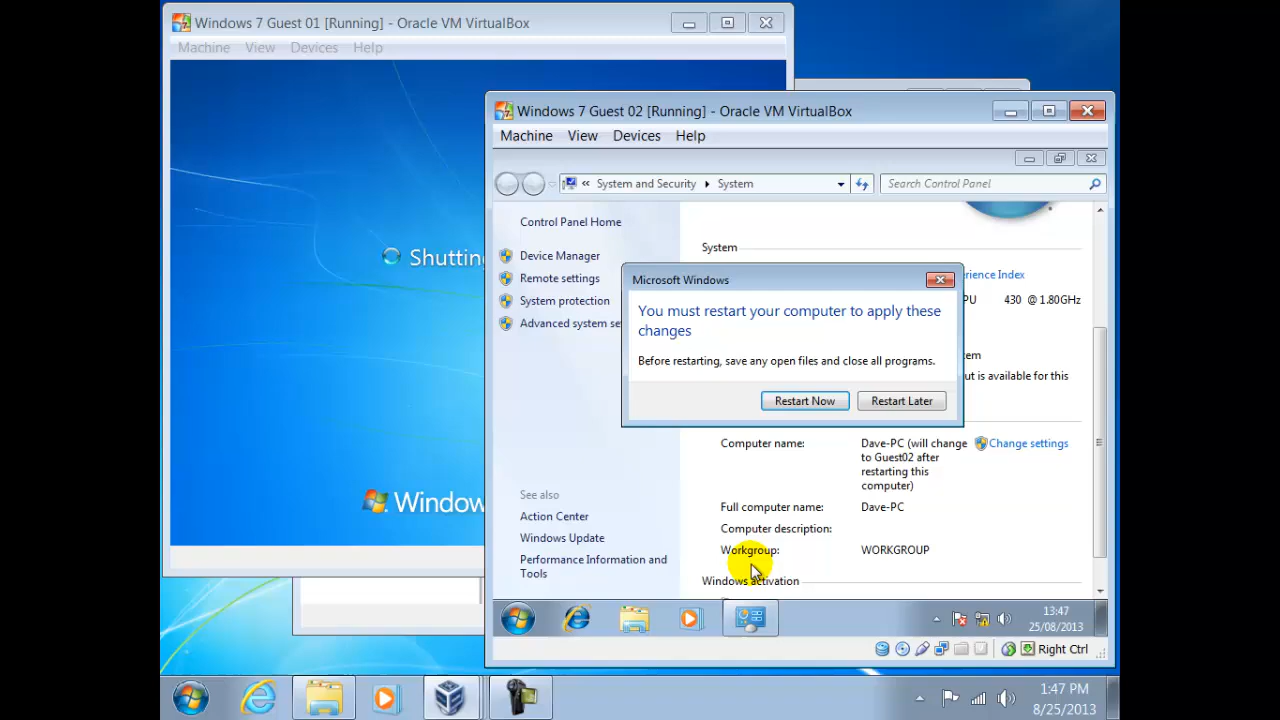 Windows 7 Guest 01 [Running] - Oracle VM VirtualBox
Machine View Devices Help
Shutting
Windows
Windows 7 Guest 02 [Running] - Oracle VM VirtualBox
Machine View Devices Help
« System and Security ▸ System
Search Control Panel
Control Panel Home
Device Manager
Remote settings
System protection
Advanced system se
See also
Action Center
Windows Update
Performance Information and
Tools
System
erience Index
PU 430 @ 1.80GHz
em
ut is available for this
Microsoft Windows
You must restart your computer to apply these
changes
Before restarting, save any open files and close all programs.
Restart Now Restart Later
Computer name: Dave-PC (will change
to Guest02 after
restarting this
computer)
Change settings
Full computer name: Dave-PC
Computer description:
Workgroup: WORKGROUP
Windows activation
13:47
25/08/2013
Right Ctrl
1:47 PM
8/25/2013